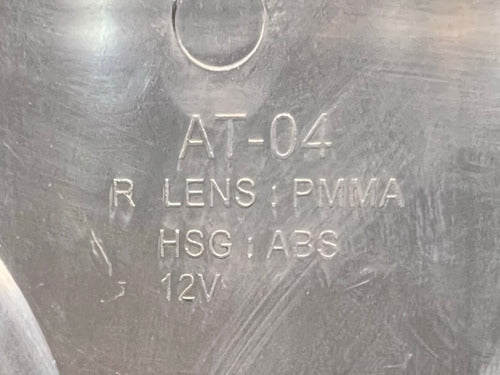 AT-04
R LENS : PMMA
HSG : ABS
12V